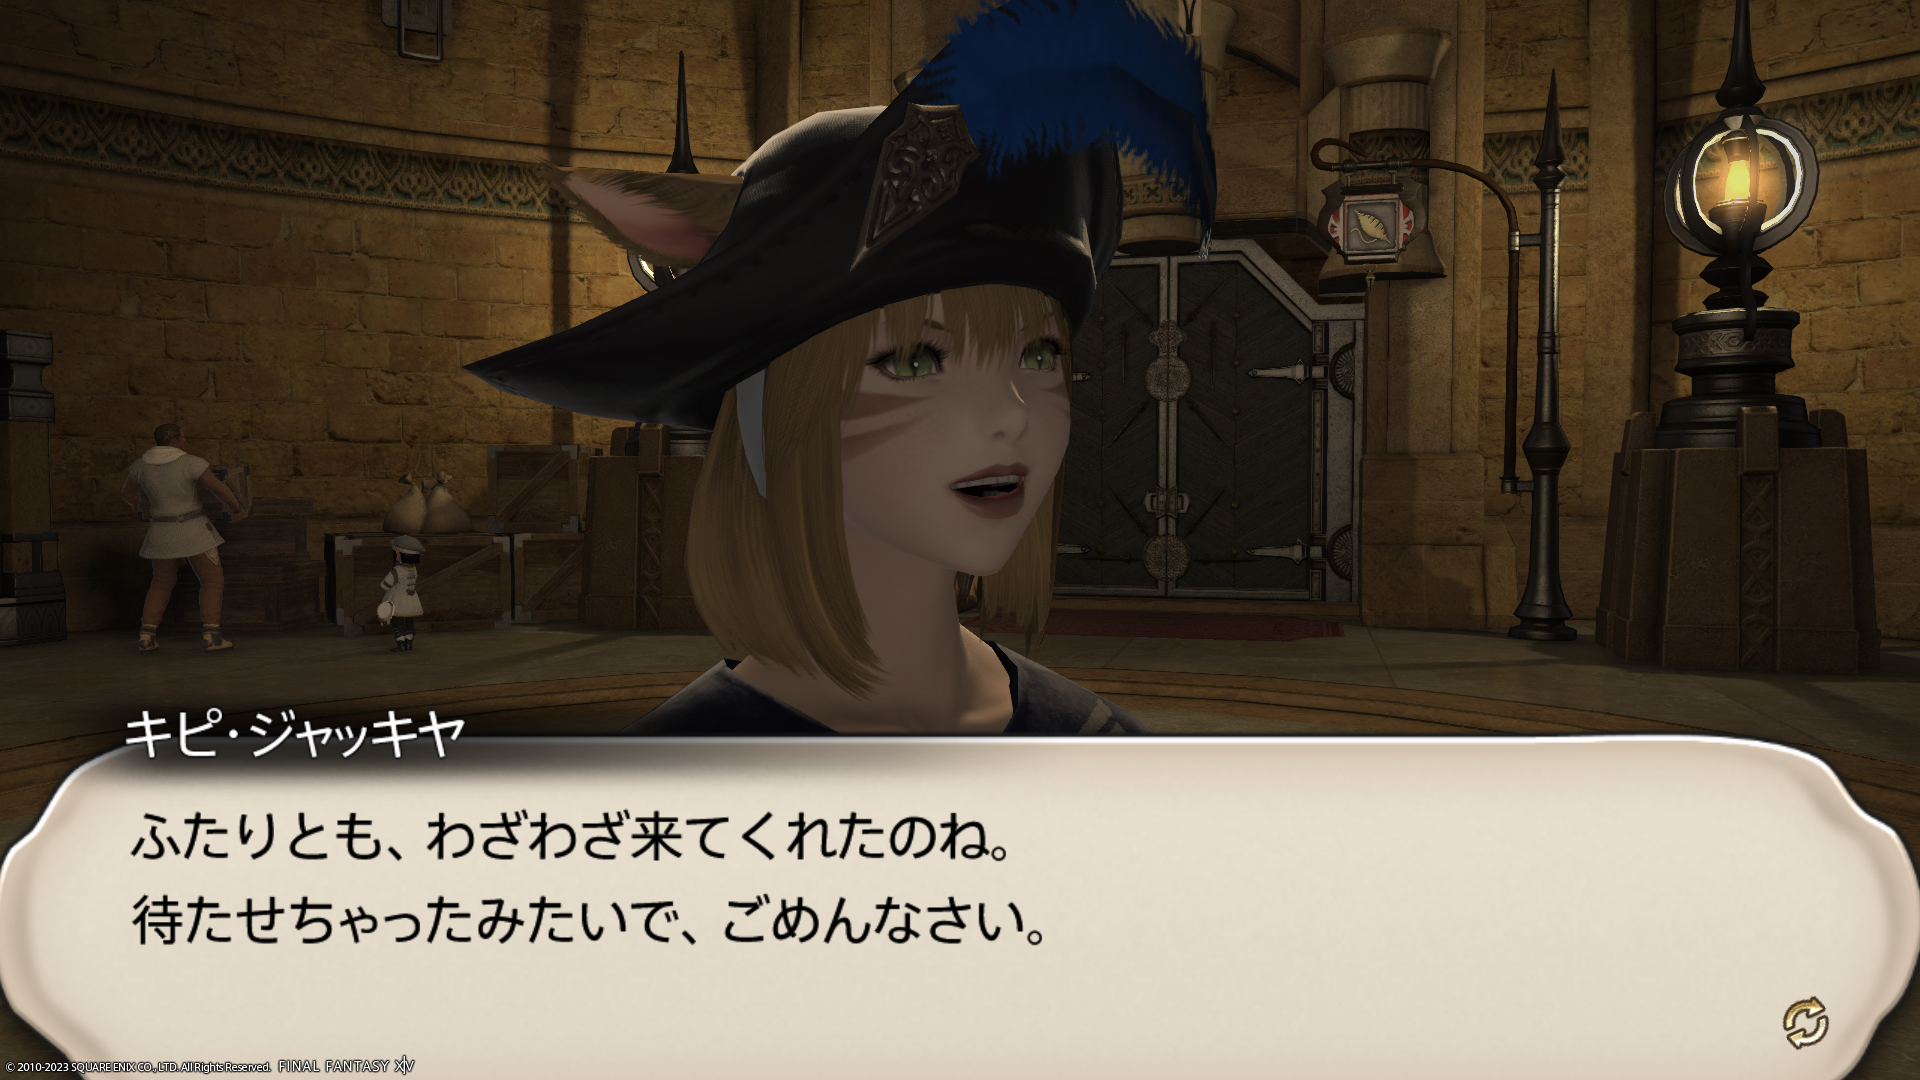 キピ・ジャッキヤ
ふたりとも、わざわざ来てくれたのね。
待たせちゃったみたいで、ごめんなさい。
© 2010-2023 SQUARE ENIX CO., LTD. All Rights Reserved. FINAL FANTASY XIV